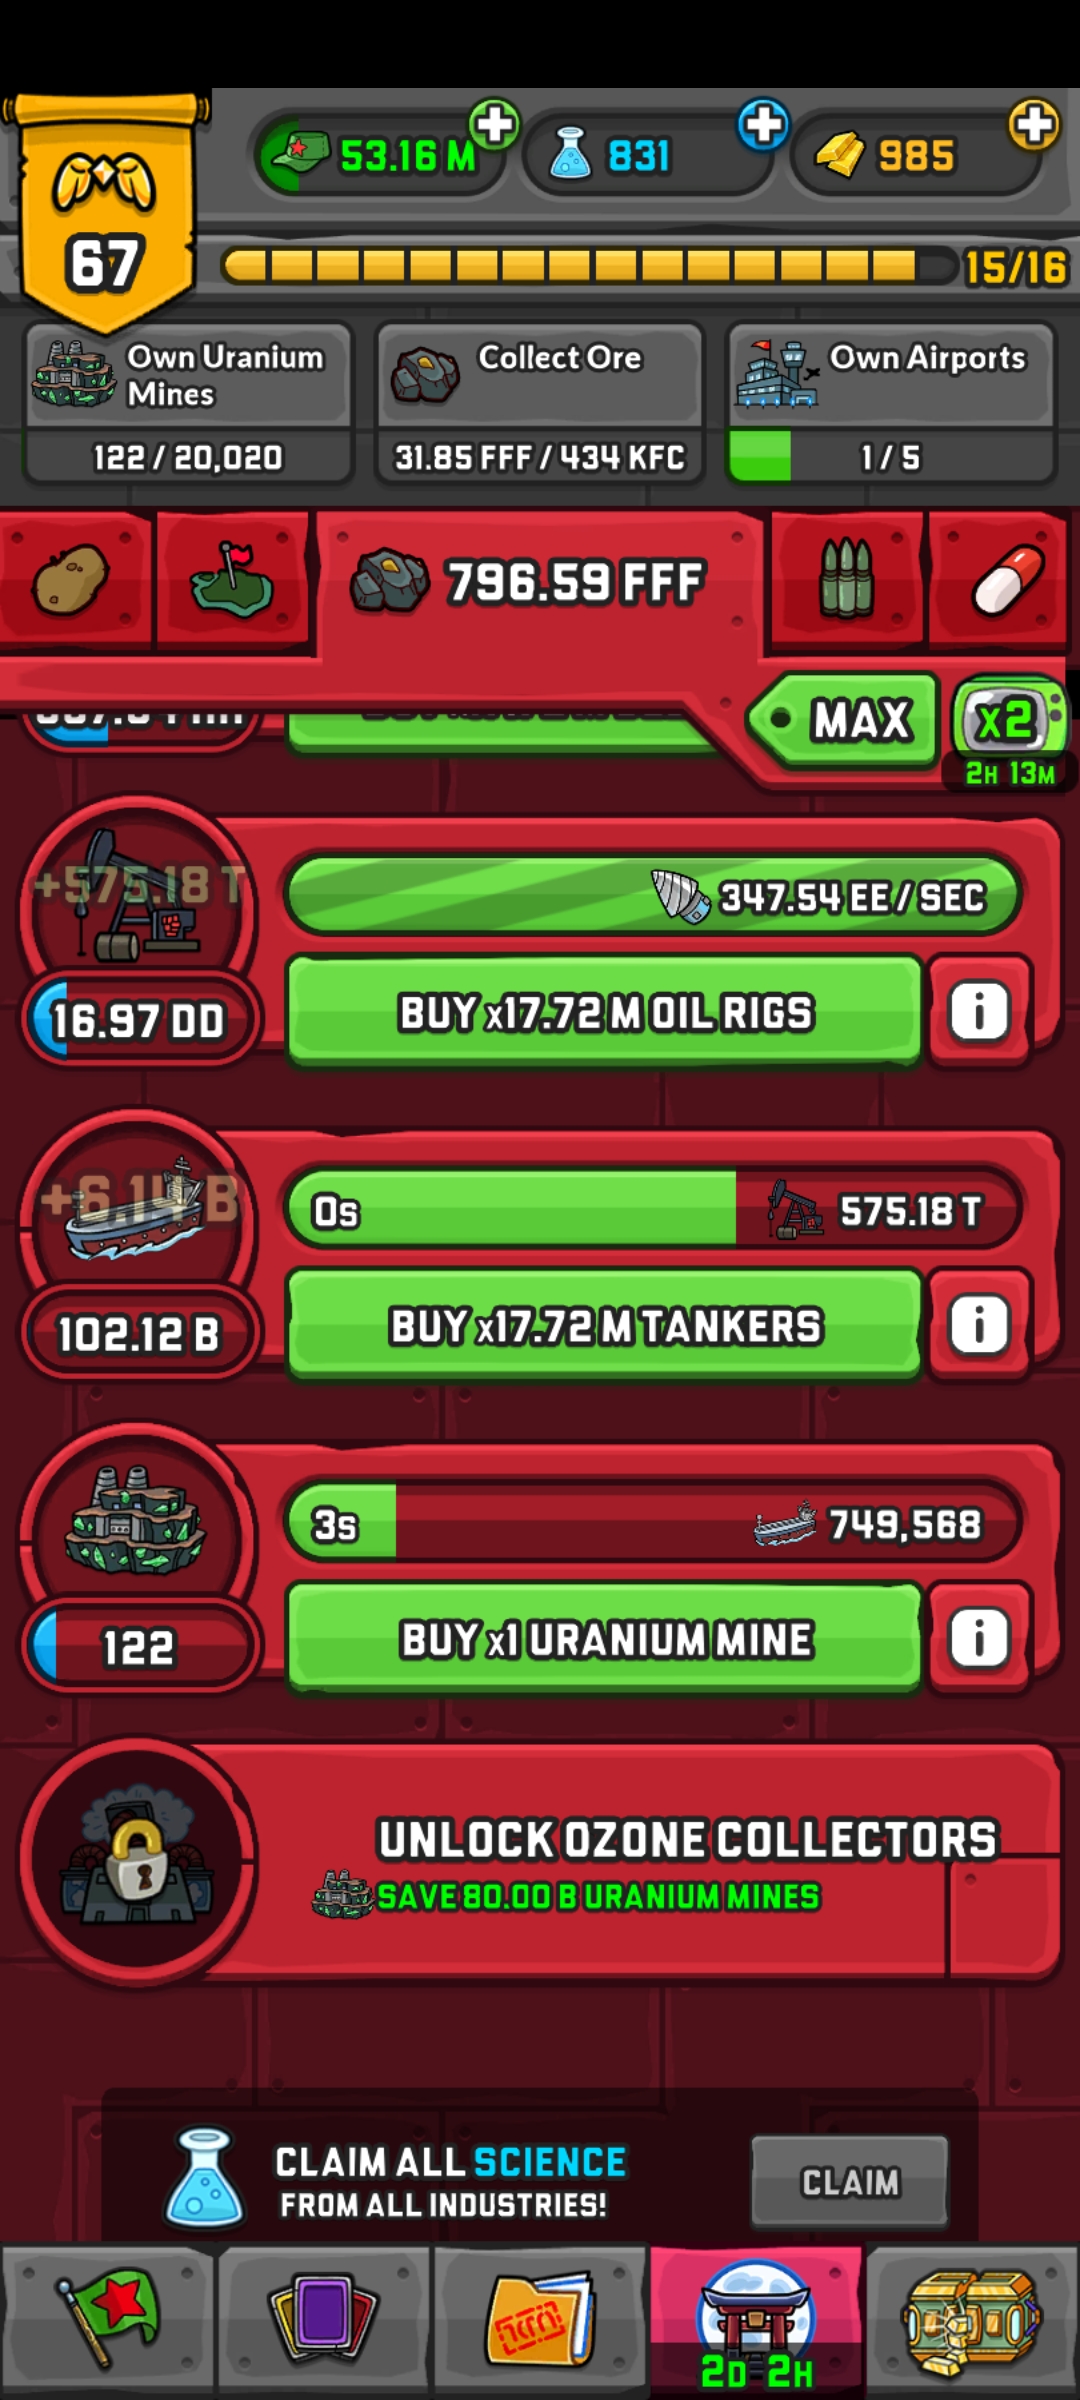 53.16 M
831
985
67
15/16
Own Uranium
Mines
122 / 20,020
Collect Ore
31.85 FFF / 434 KFC
Own Airports
1 / 5
796.59 FFF
MAX
x2
2H 13M
+575.18 T
347.54 EE / SEC
16.97 DD
BUY x17.72 M OIL RIGS
i
0s
575.18 T
102.12 B
BUY x17.72 M TANKERS
i
3s
749,568
122
BUY x1 URANIUM MINE
i
UNLOCK OZONE COLLECTORS
SAVE 80.00 B URANIUM MINES
CLAIM ALL SCIENCE
FROM ALL INDUSTRIES!
CLAIM
2D 2H